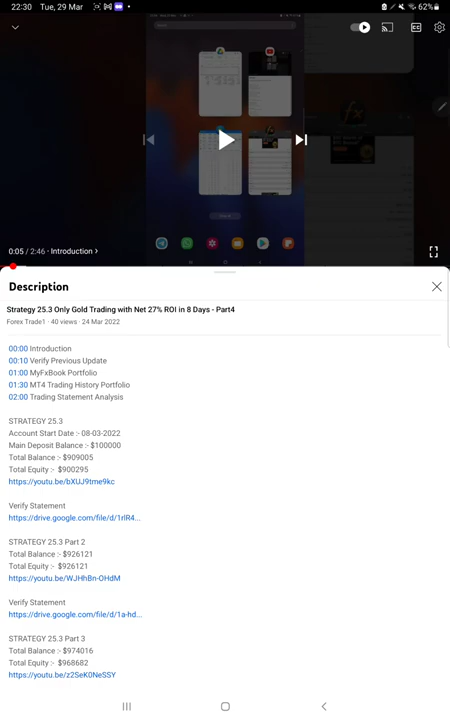 22:30 Tue, 29 Mar
62%
CC
0:05 / 2:46 · Introduction >
Description
Strategy 25.3 Only Gold Trading with Net 27% ROI in 8 Days - Part4
Forex Trade1 · 40 views · 24 Mar 2022
00:00 Introduction
00:10 Verify Previous Update
01:00 MyFxBook Portfolio
01:30 MT4 Trading History Portfolio
02:00 Trading Statement Analysis
STRATEGY 25.3
Account Start Date :- 08-03-2022
Main Deposit Balance :- $100000
Total Balance :- $909005
Total Equity :- $900295
https://youtu.be/bXUJ9tme9kc
Verify Statement
https://drive.google.com/file/d/1rlR4...
STRATEGY 25.3 Part 2
Total Balance :- $926121
Total Equity :- $926121
https://youtu.be/WJHhBn-OHdM
Verify Statement
https://drive.google.com/file/d/1a-hd...
STRATEGY 25.3 Part 3
Total Balance :- $974016
Total Equity :- $968682
https://youtu.be/z2SeK0NeSSY